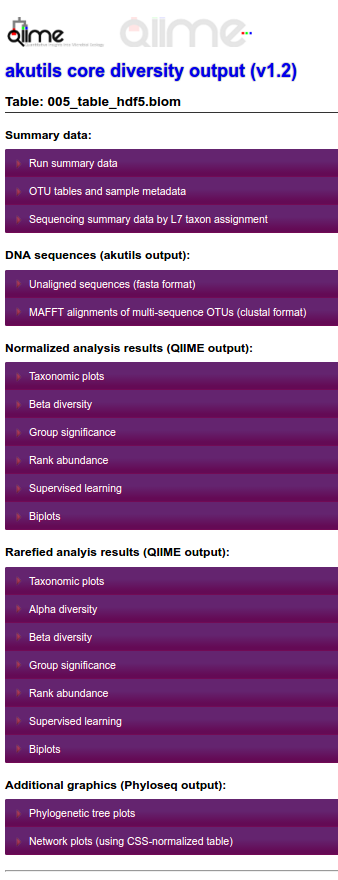 QIIME
QIIME
akutils core diversity output (v1.2)
Table: 005_table_hdf5.biom
Summary data:
Run summary data
OTU tables and sample metadata
Sequencing summary data by L7 taxon assignment
DNA sequences (akutils output):
Unaligned sequences (fasta format)
MAFFT alignments of multi-sequence OTUs (clustal format)
Normalized analysis results (QIIME output):
Taxonomic plots
Beta diversity
Group significance
Rank abundance
Supervised learning
Biplots
Rarefied analyis results (QIIME output):
Taxonomic plots
Alpha diversity
Beta diversity
Group significance
Rank abundance
Supervised learning
Biplots
Additional graphics (Phyloseq output):
Phylogenetic tree plots
Network plots (using CSS-normalized table)